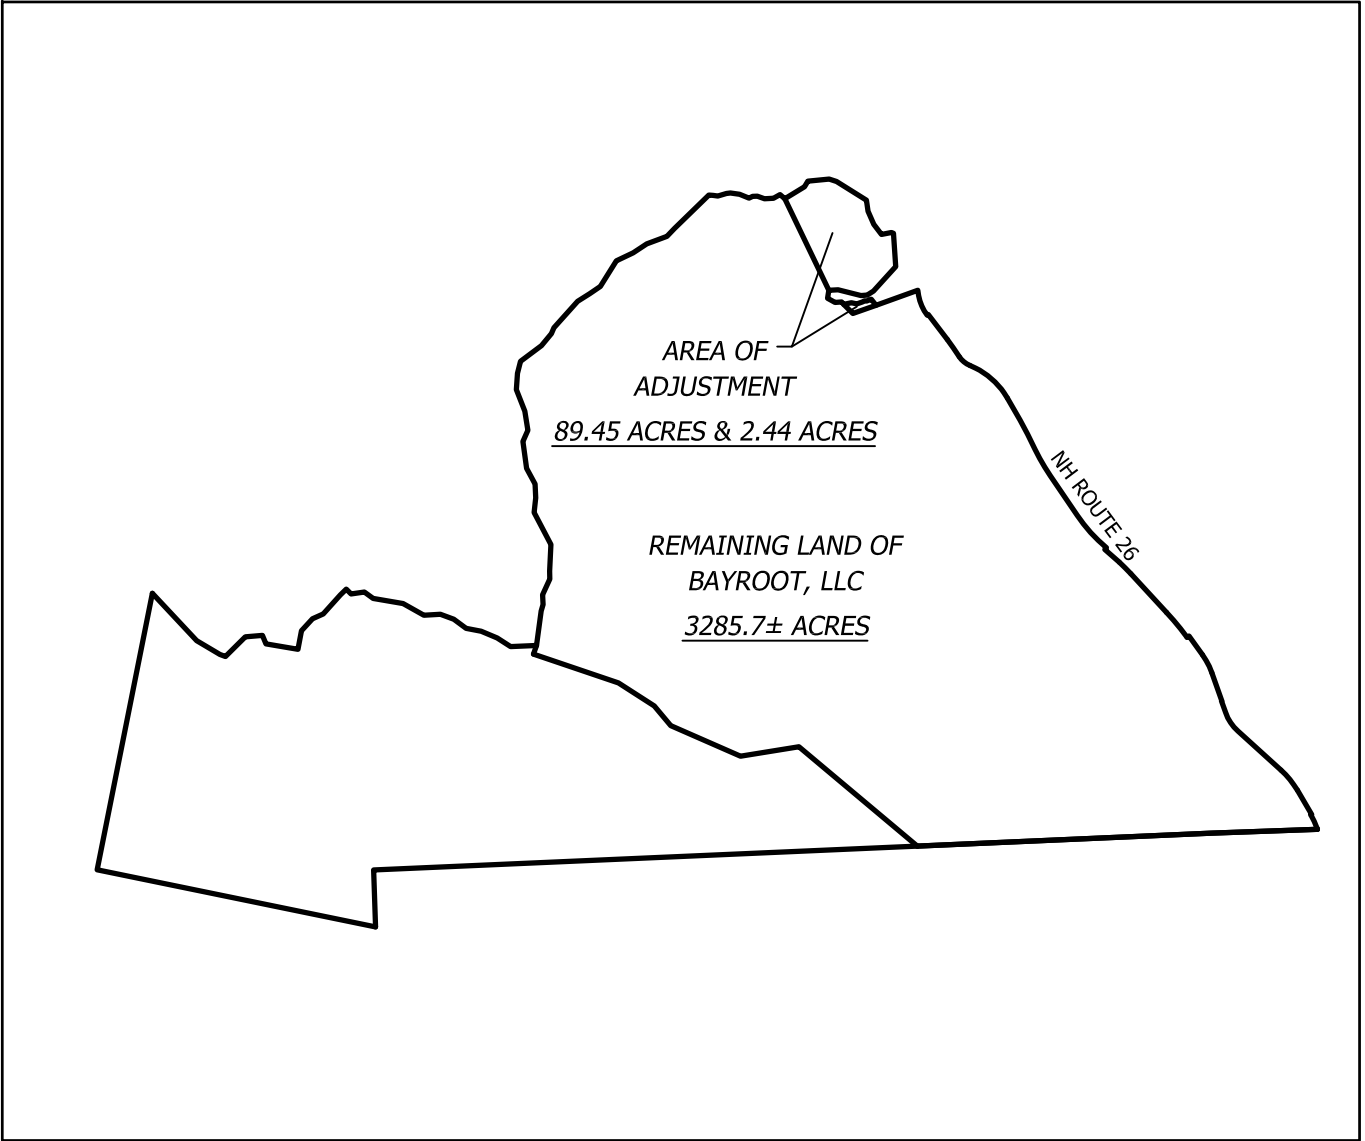 AREA OF
ADJUSTMENT
89.45 ACRES & 2.44 ACRES
NH ROUTE 26
REMAINING LAND OF
BAYROOT, LLC
3285.7± ACRES